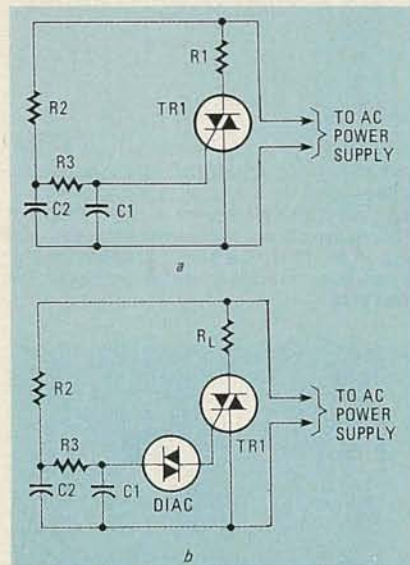 R1
TR1
R2
R3
C2
C1
TO AC
POWER
SUPPLY
a
RL
TR1
R2
R3
C2
C1
DIAC
TO AC
POWER
SUPPLY
b